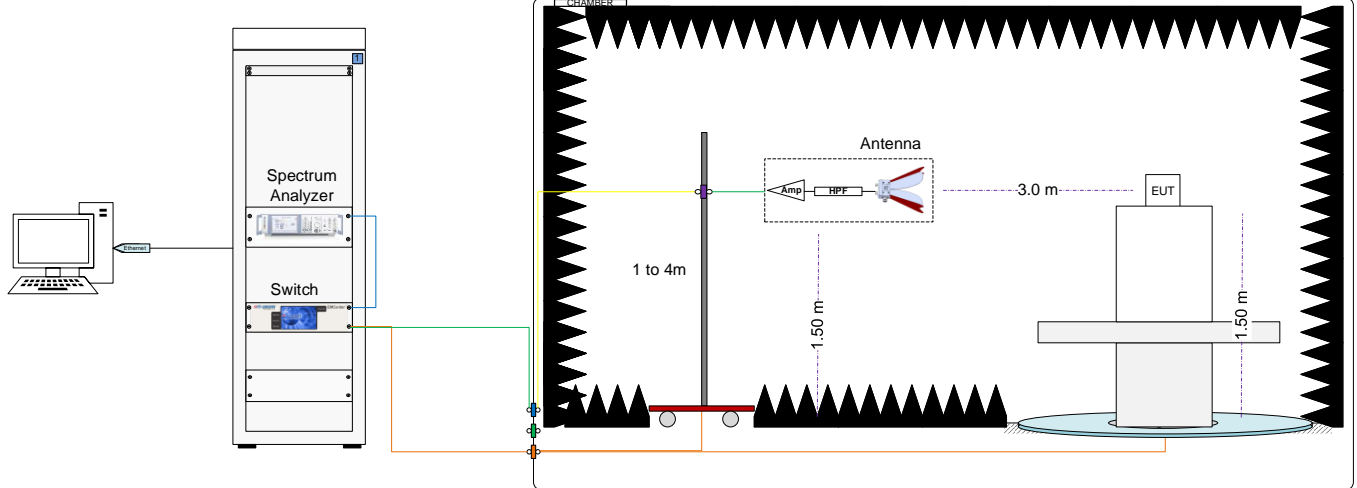 CHAMBER
1
Antenna
Spectrum
Analyzer
Amp
HPF
3.0 m
EUT
Ethernet
1 to 4m
Switch
1.50 m
1.50 m